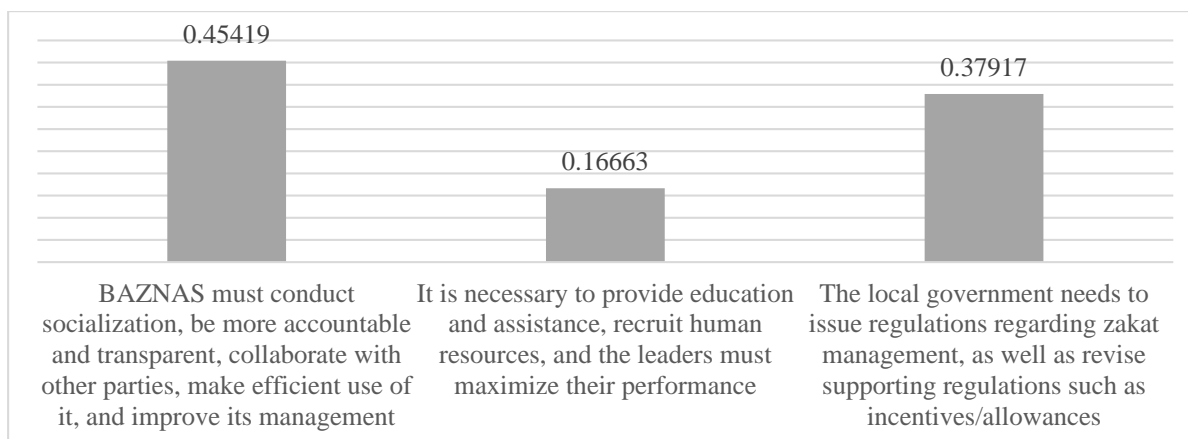 0.45419
0.16663
0.37917
BAZNAS must conduct
socialization, be more accountable
and transparent, collaborate with
other parties, make efficient use of
it, and improve its management
It is necessary to provide education
and assistance, recruit human
resources, and the leaders must
maximize their performance
The local government needs to
issue regulations regarding zakat
management, as well as revise
supporting regulations such as
incentives/allowances